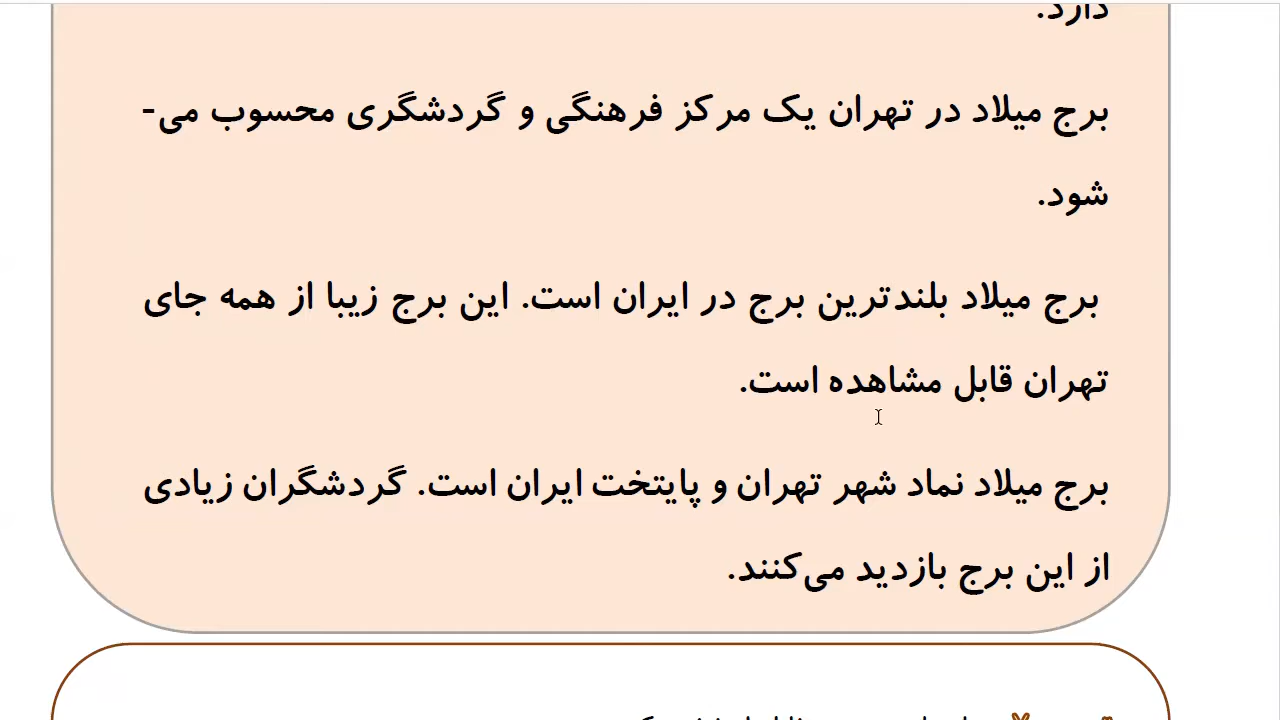 دارد.
برج میلاد در تهران یک مرکز فرهنگی و گردشگری محسوب می-
شود.
برج میلاد بلندترین برج در ایران است. این برج زیبا از همه جای
تهران قابل مشاهده است.
برج میلاد نماد شهر تهران و پایتخت ایران است. گردشگران زیادی
از این برج بازدید می‌کنند.